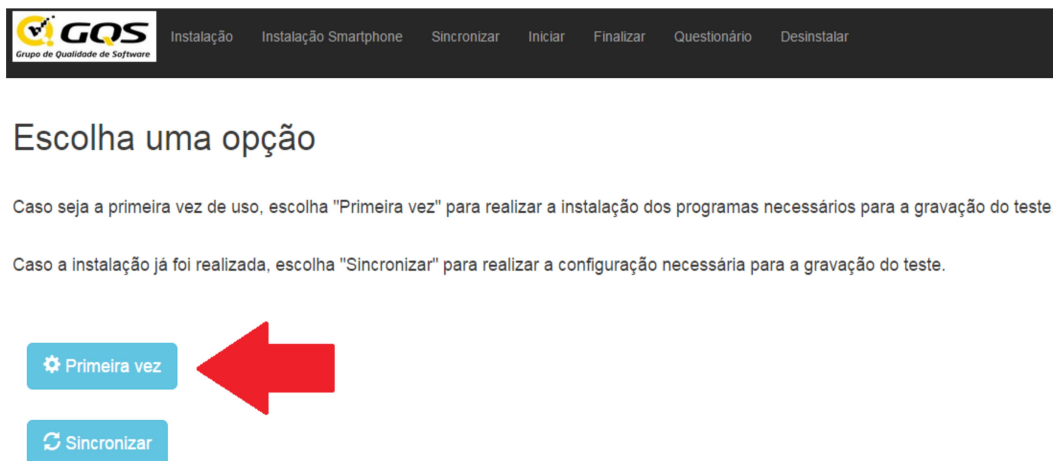 GQS
Grupo de Qualidade de Software
Instalação Instalação Smartphone Sincronizar Iniciar Finalizar Questionário Desinstalar
Escolha uma opção
Caso seja a primeira vez de uso, escolha "Primeira vez" para realizar a instalação dos programas necessários para a gravação do teste.
Caso a instalação já foi realizada, escolha "Sincronizar" para realizar a configuração necessária para a gravação do teste.
Primeira vez
Sincronizar